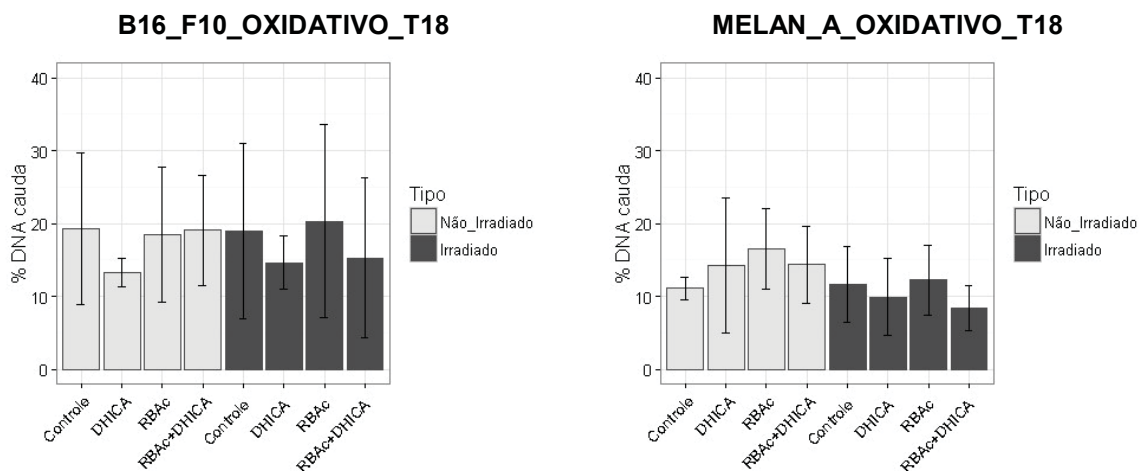 B16_F10_OXIDATIVO_T18
40
30
20
10
0
% DNA cauda
Controle
DHICA
RBAc
RBAc+DHICA
Controle
DHICA
RBAc
RBAc+DHICA
Tipo
Não_Irradiado
Irradiado
MELAN_A_OXIDATIVO_T18
40
30
20
10
0
% DNA cauda
Controle
DHICA
RBAc
RBAc+DHICA
Controle
DHICA
RBAc
RBAc+DHICA
Tipo
Não_Irradiado
Irradiado